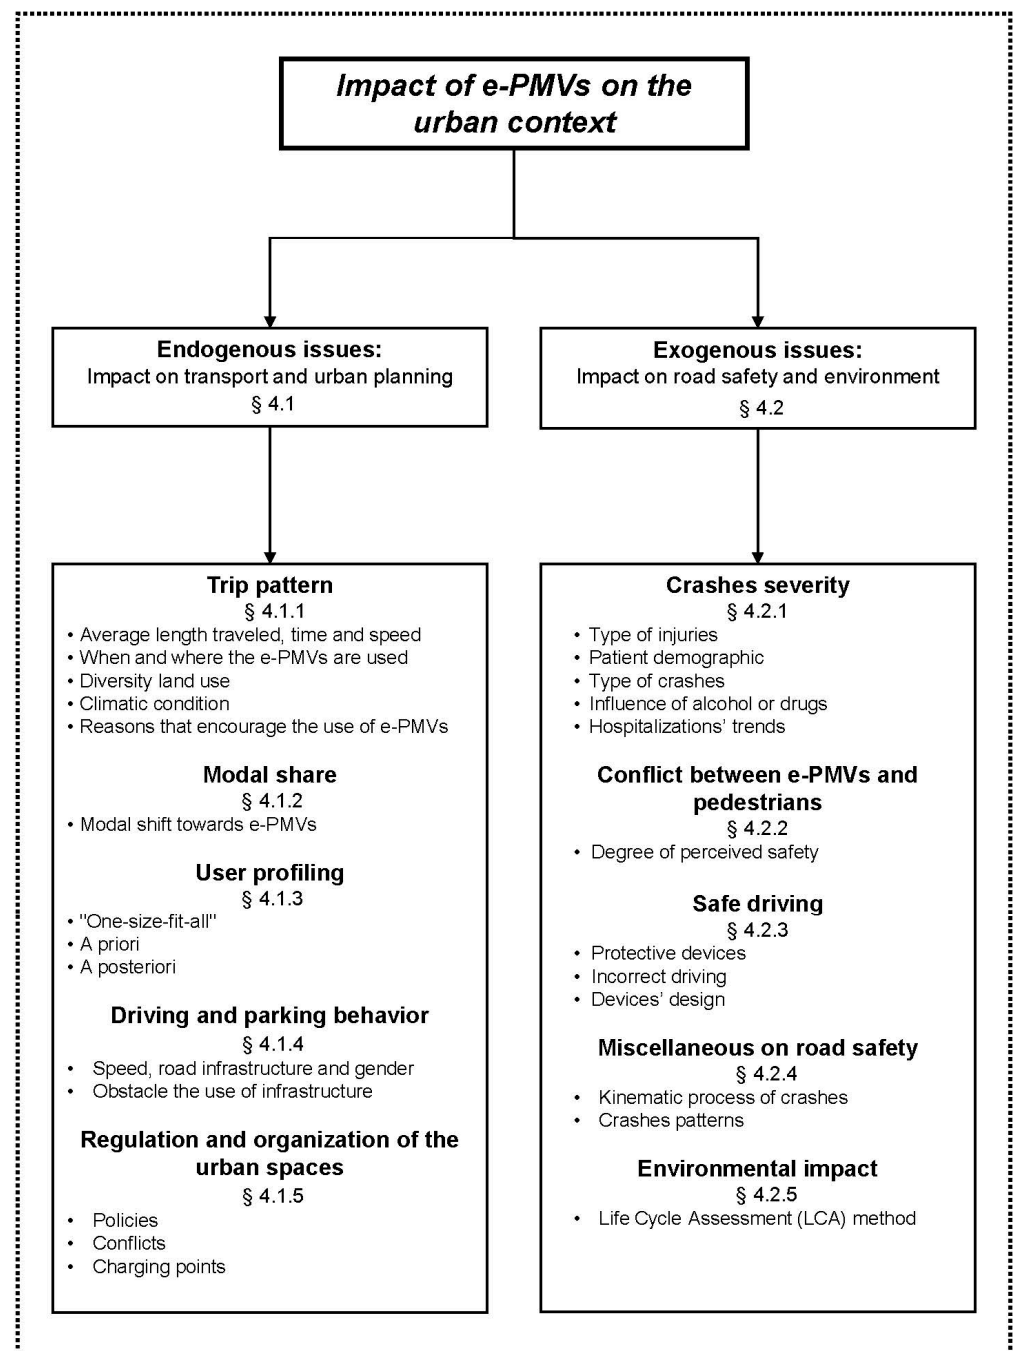 Impact of e-PMVs on the
urban context
Endogenous issues:
Impact on transport and urban planning
§ 4.1
Exogenous issues:
Impact on road safety and environment
§ 4.2
Trip pattern
§ 4.1.1
• Average length traveled, time and speed
• When and where the e-PMVs are used
• Diversity land use
• Climatic condition
• Reasons that encourage the use of e-PMVs
Modal share
§ 4.1.2
• Modal shift towards e-PMVs
User profiling
§ 4.1.3
• "One-size-fit-all"
• A priori
• A posteriori
Driving and parking behavior
§ 4.1.4
• Speed, road infrastructure and gender
• Obstacle the use of infrastructure
Regulation and organization of the
urban spaces
§ 4.1.5
• Policies
• Conflicts
• Charging points
Crashes severity
§ 4.2.1
• Type of injuries
• Patient demographic
• Type of crashes
• Influence of alcohol or drugs
• Hospitalizations’ trends
Conflict between e-PMVs and
pedestrians
§ 4.2.2
• Degree of perceived safety
Safe driving
§ 4.2.3
• Protective devices
• Incorrect driving
• Devices’ design
Miscellaneous on road safety
§ 4.2.4
• Kinematic process of crashes
• Crashes patterns
Environmental impact
§ 4.2.5
• Life Cycle Assessment (LCA) method